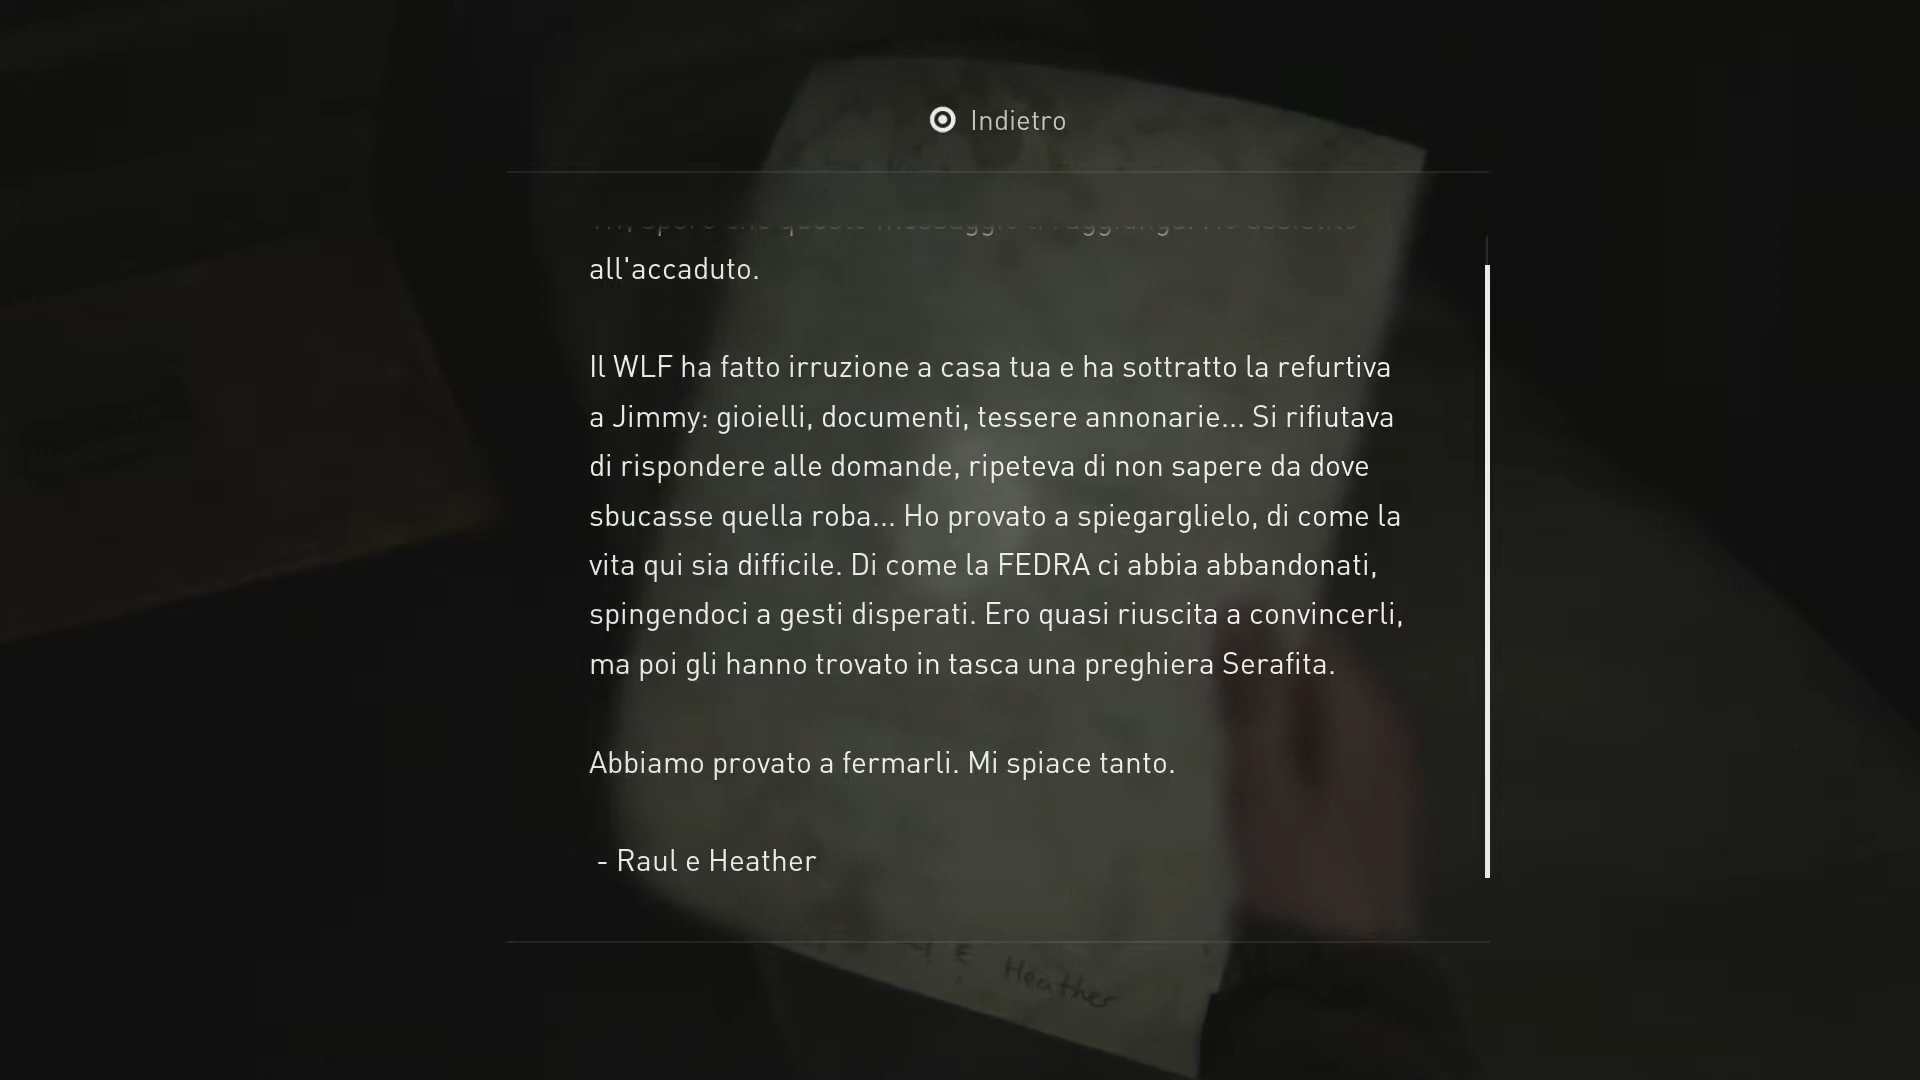 Indietro
all'accaduto.
Il WLF ha fatto irruzione a casa tua e ha sottratto la refurtiva
a Jimmy: gioielli, documenti, tessere annonarie... Si rifiutava
di rispondere alle domande, ripeteva di non sapere da dove
sbucasse quella roba... Ho provato a spiegarglielo, di come la
vita qui sia difficile. Di come la FEDRA ci abbia abbandonati,
spingendoci a gesti disperati. Ero quasi riuscita a convincerli,
ma poi gli hanno trovato in tasca una preghiera Serafita.
Abbiamo provato a fermarli. Mi spiace tanto.
- Raul e Heather
Heather